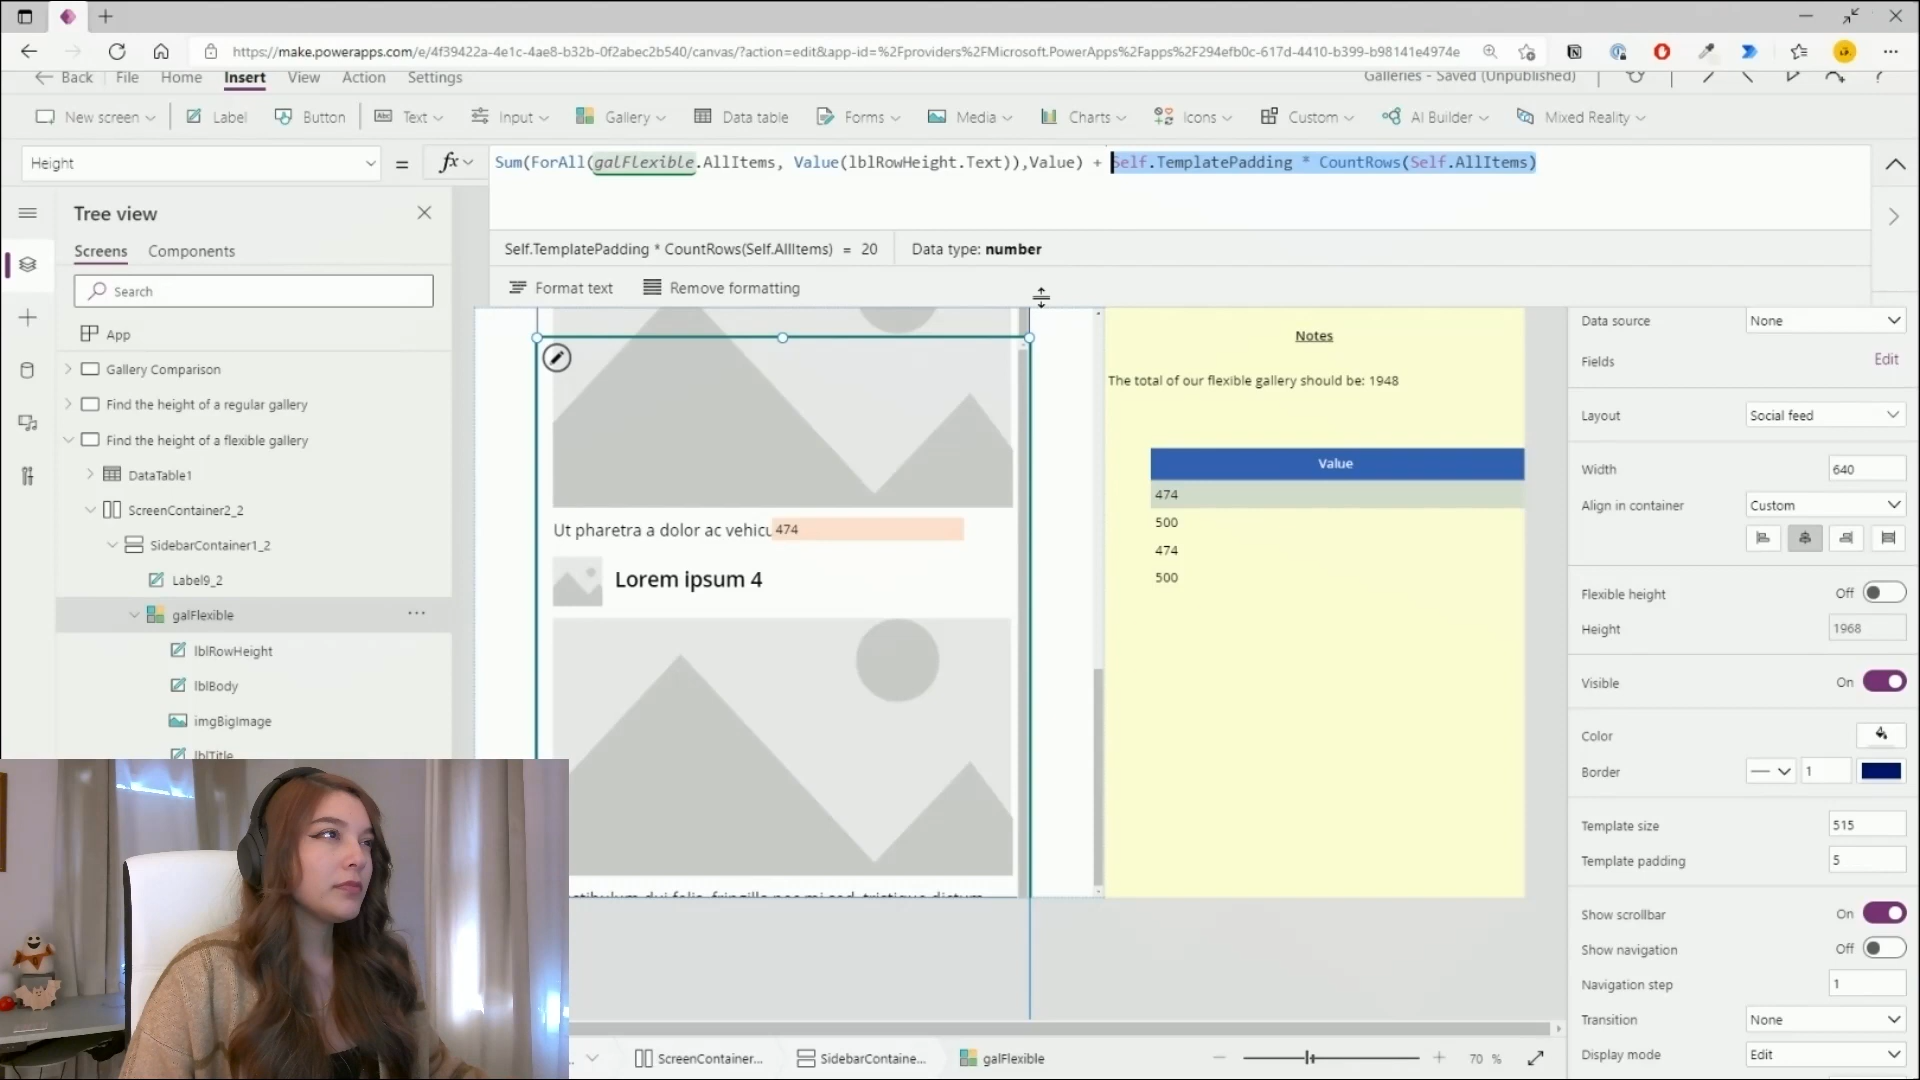 https://make.powerapps.com/e/4f39422a-4e1c-4ae8-b32b-0f2abec2b540/canvas/?action=edit&app-id=%2Fproviders%2FMicrosoft.PowerApps%2Fapps%2F294efb0c-617d-4410-b399-b98141e4974e
Back File Home Insert View Action Settings
Galleries - Saved (Unpublished)
New screen Label Button Text Input Gallery Data table Forms Media Charts Icons Custom AI Builder Mixed Reality
Height = fx Sum(ForAll(galFlexible.AllItems, Value(lblRowHeight.Text)),Value) + Self.TemplatePadding * CountRows(Self.AllItems)
Self.TemplatePadding * CountRows(Self.AllItems) = 20 Data type: number
Format text Remove formatting
Tree view
Screens Components
Search
App
Gallery Comparison
Find the height of a regular gallery
Find the height of a flexible gallery
DataTable1
ScreenContainer2_2
SidebarContainer1_2
Label9_2
galFlexible
lblRowHeight
lblBody
imgBigImage
lblTitle
Ut pharetra a dolor ac vehicu 474
Lorem ipsum 4
Notes
The total of our flexible gallery should be: 1948
Value
474
500
474
500
Data source None
Fields Edit
Layout Social feed
Width 640
Align in container Custom
Flexible height Off
Height 1968
Visible On
Color
Border 1
Template size 515
Template padding 5
Show scrollbar On
Show navigation Off
Navigation step 1
Transition None
Display mode Edit
ScreenContainer... SidebarContaine... galFlexible
70 %